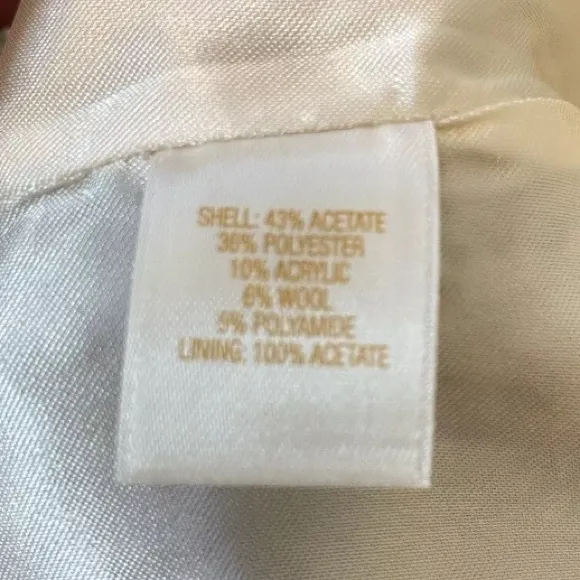 SHELL: 43% ACETATE
36% POLYESTER
10% ACRYLIC
6% WOOL
5% POLYAMIDE
LINING: 100% ACETATE